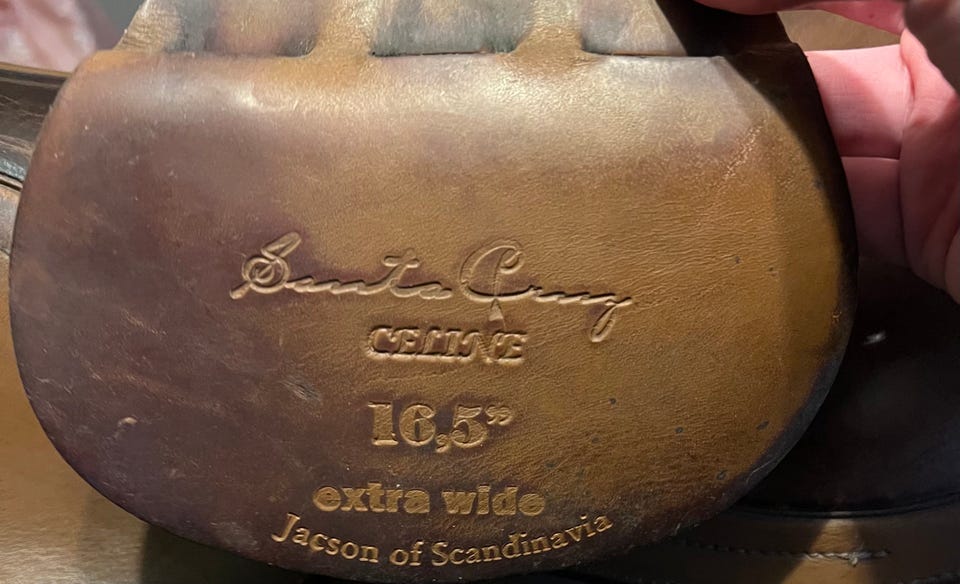 Santa Cruz
CELINE
16,5”
extra wide
Jacson of Scandinavia